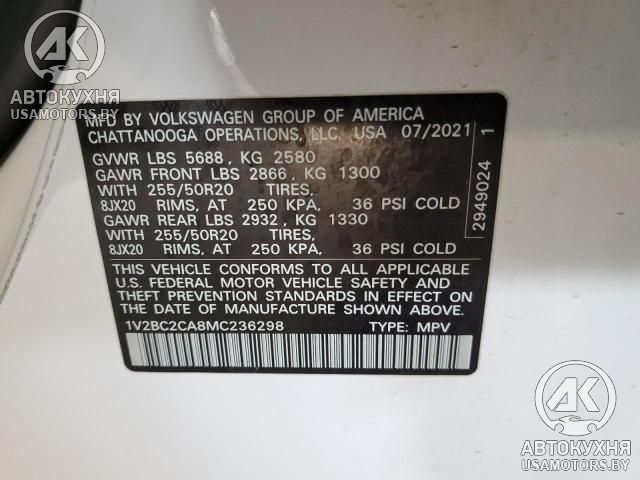 AK
АВТОКУХНЯ
USAMOTORS.BY
MFD BY VOLKSWAGEN GROUP OF AMERICA
CHATTANOOGA OPERATIONS, LLC. USA 07/2021
GVWR LBS 5688, KG 2580
GAWR FRONT LBS 2866, KG 1300
WITH 255/50R20 TIRES,
8JX20 RIMS, AT 250 KPA, 36 PSI COLD
GAWR REAR LBS 2932, KG 1330
WITH 255/50R20 TIRES,
8JX20 RIMS, AT 250 KPA, 36 PSI COLD
THIS VEHICLE CONFORMS TO ALL APPLICABLE
U.S. FEDERAL MOTOR VEHICLE SAFETY AND
THEFT PREVENTION STANDARDS IN EFFECT ON
THE DATE OF MANUFACTURE SHOWN ABOVE.
1V2BC2CA8MC236298 TYPE: MPV
2949024 1
AK
АВТОКУХНЯ
USAMOTORS.BY